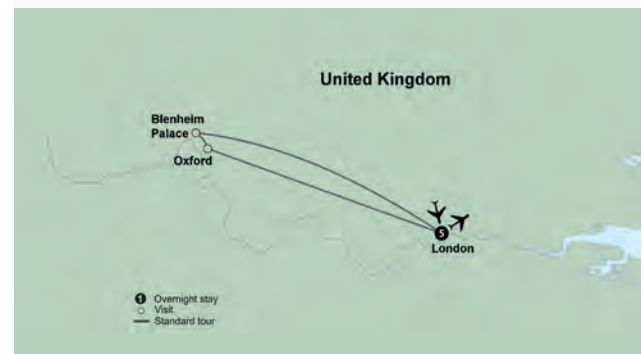 United Kingdom
Blenheim
Palace
Oxford
5
London
1 Overnight stay
Visit
Standard tour